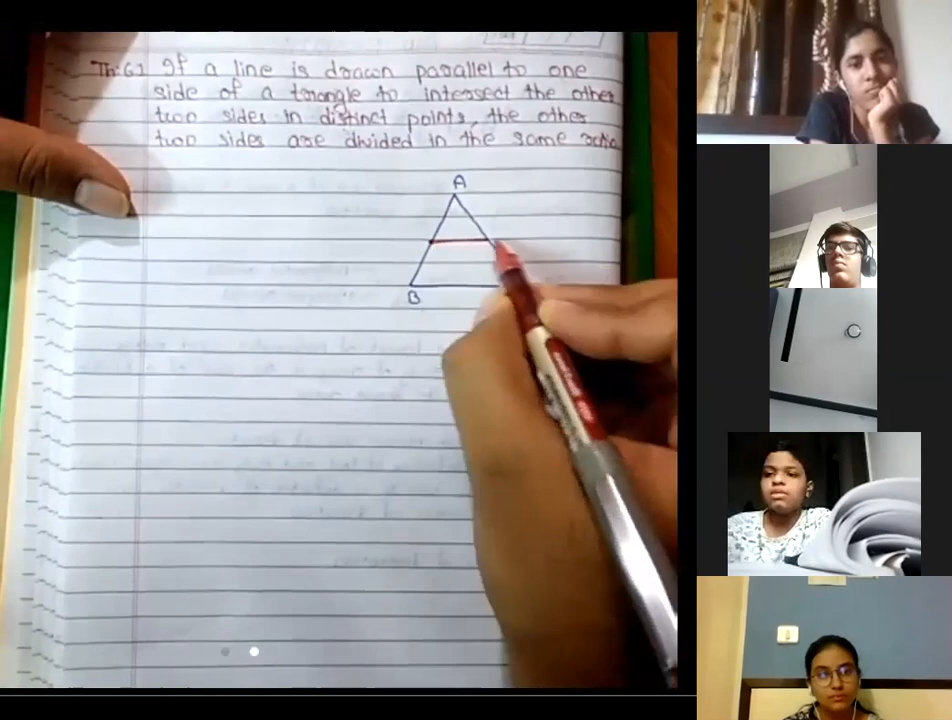 Th: 6.1 If a line is drawn parallel to one
side of a triangle to intersect the other
two sides in distinct points, the other
two sides are divided in the same ratio
A
B